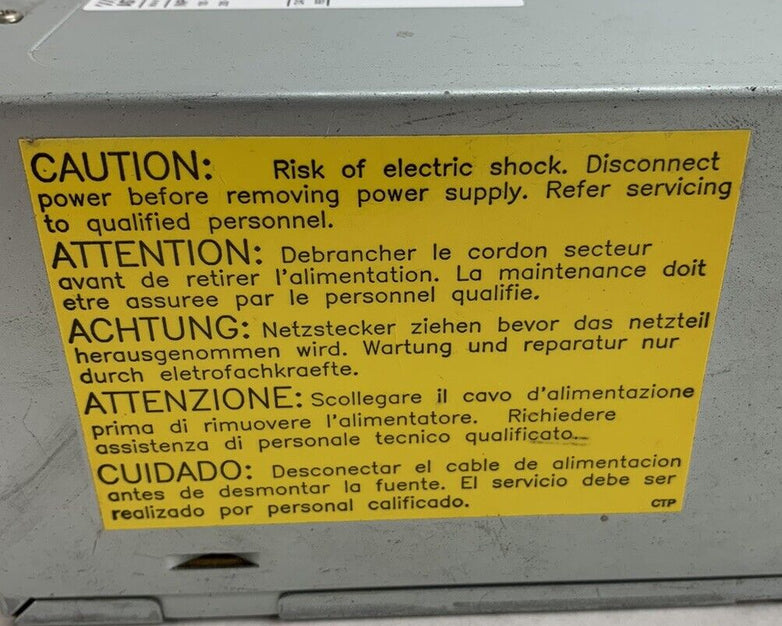 CAUTION: Risk of electric shock. Disconnect
power before removing power supply. Refer servicing
to qualified personnel.
ATTENTION: Debrancher le cordon secteur
avant de retirer l'alimentation. La maintenance doit
etre assuree par le personnel qualifie.
ACHTUNG: Netzstecker ziehen bevor das netzteil
herausgenommen wird. Wartung und reparatur nur
durch eletrofachkraefte.
ATTENZIONE: Scollegare il cavo d'alimentazione
prima di rimuovere l'alimentatore. Richiedere
assistenza di personale tecnico qualificato.
CUIDADO: Desconectar el cable de alimentacion
antes de desmontar la fuente. El servicio debe ser
realizado por personal calificado.
CTP